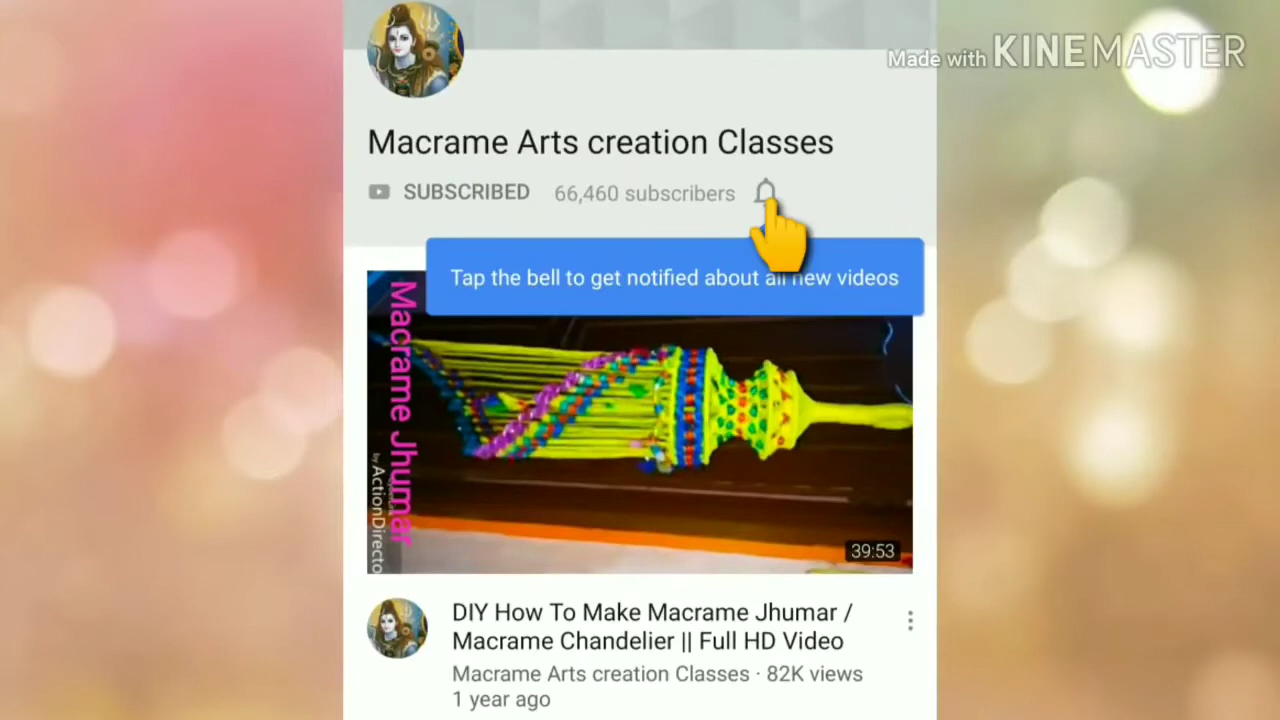 Made with KINEMASTER
Macrame Arts creation Classes
SUBSCRIBED 66,460 subscribers
Tap the bell to get notified about all new videos
Macrame Jhumar
by ActionDirecto
39:53
DIY How To Make Macrame Jhumar /
Macrame Chandelier || Full HD Video
Macrame Arts creation Classes · 82K views
1 year ago